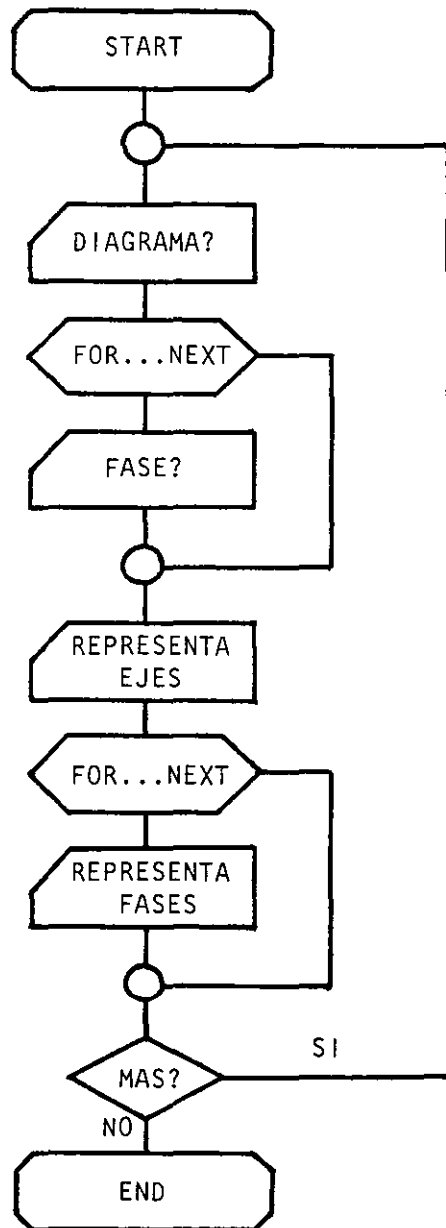 START
DIAGRAMA?
FOR...NEXT
FASE?
REPRESENTA
EJES
FOR...NEXT
REPRESENTA
FASES
MAS?
SI
NO
END